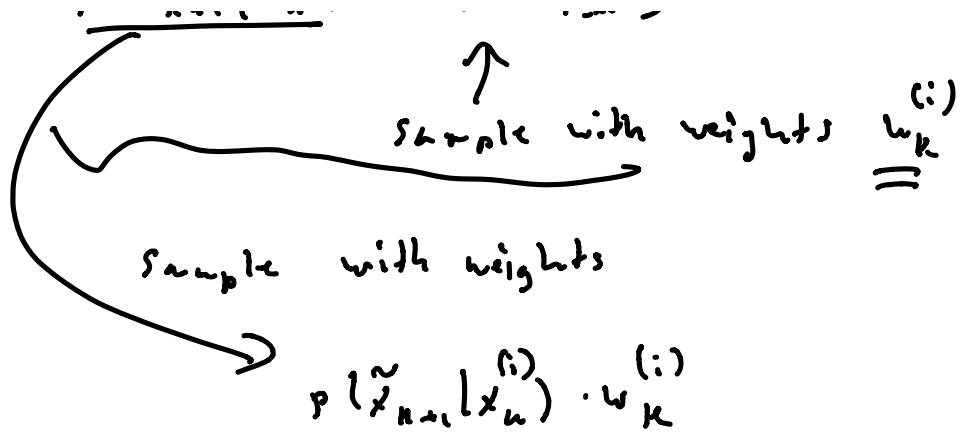 sample with weights w_k^{(i)}
sample with weights
p(x̃_{k+1}|x_k^{(i)}) · w_k^{(i)}